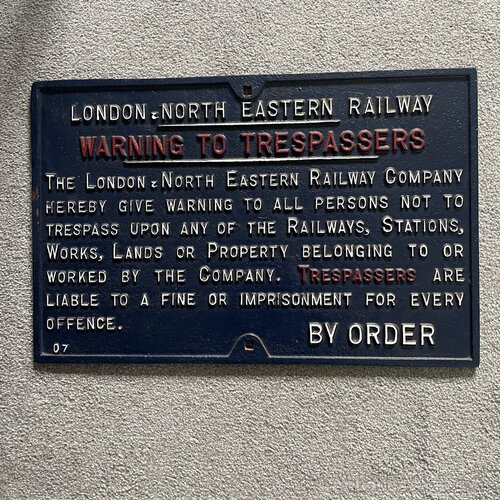 LONDON & NORTH EASTERN RAILWAY
WARNING TO TRESPASSERS
THE LONDON & NORTH EASTERN RAILWAY COMPANY
HEREBY GIVE WARNING TO ALL PERSONS NOT TO
TRESPASS UPON ANY OF THE RAILWAYS, STATIONS,
WORKS, LANDS OR PROPERTY BELONGING TO OR
WORKED BY THE COMPANY. TRESPASSERS ARE
LIABLE TO A FINE OR IMPRISONMENT FOR EVERY
OFFENCE.
BY ORDER
07